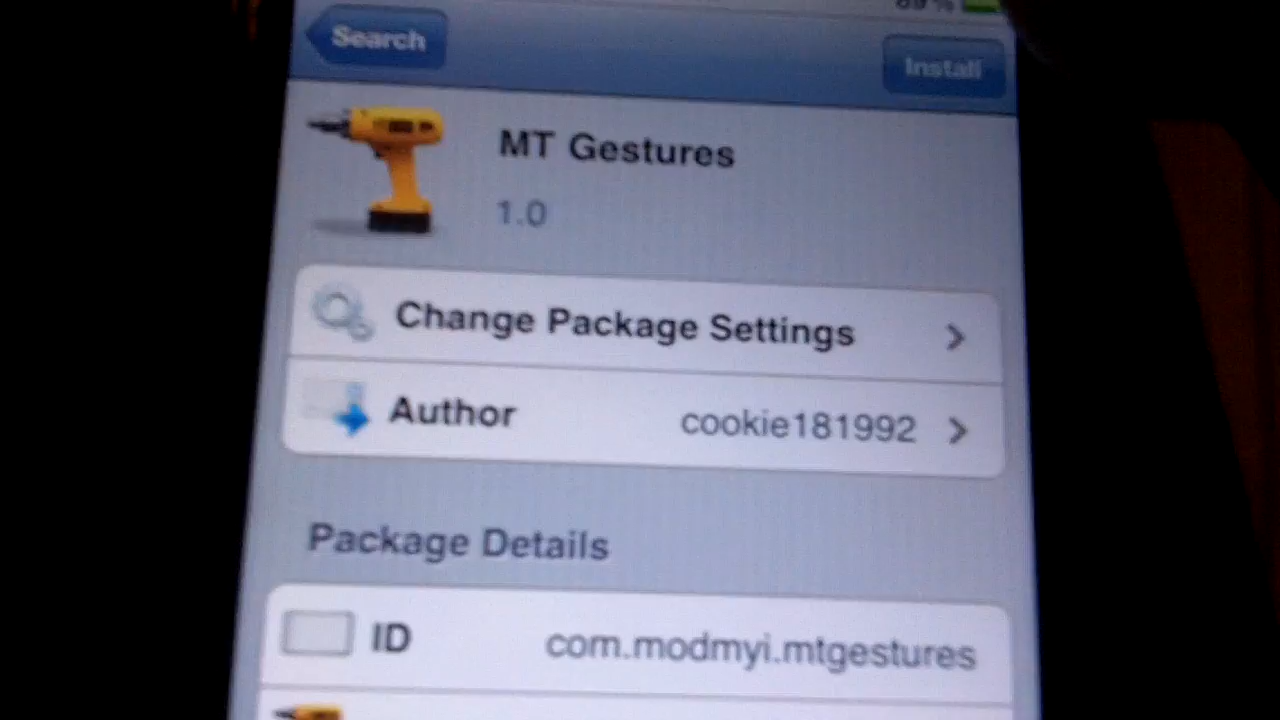 Search
Install
MT Gestures
1.0
Change Package Settings
Author cookie181992
Package Details
ID com.modmyi.mtgestures